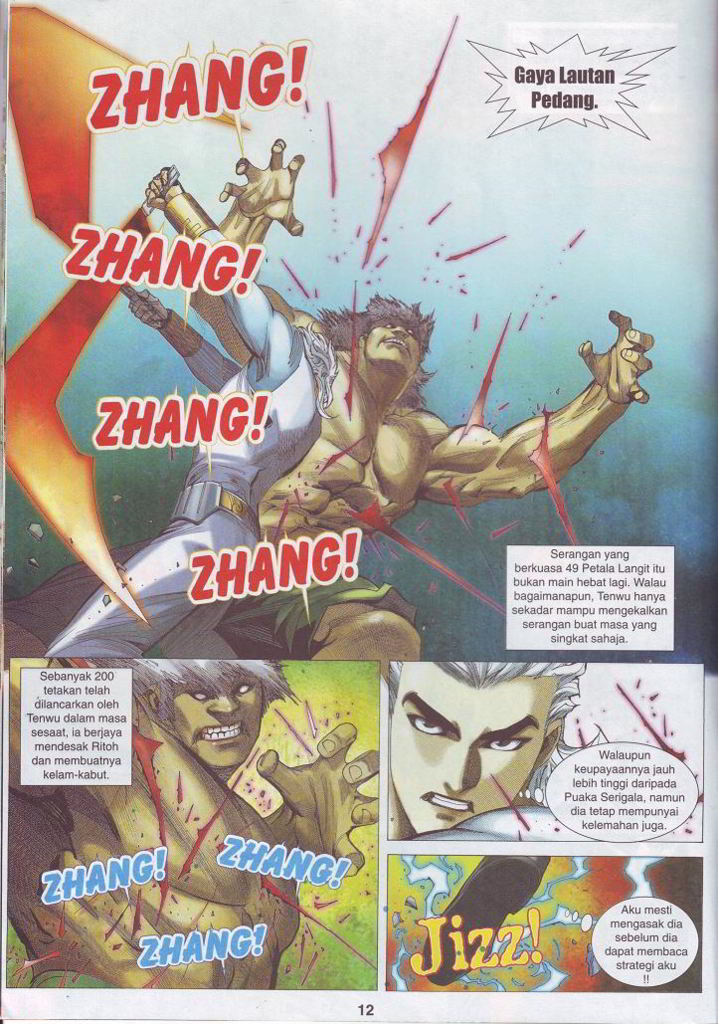 Gaya Lautan
Pedang.
ZHANG!
ZHANG!
ZHANG!
ZHANG!
Serangan yang
berkuasa 49 Petala Langit itu
bukan main hebat lagi. Walau
bagaimanapun, Tenwu hanya
sekadar mampu mengekalkan
serangan buat masa yang
singkat sahaja.
Sebanyak 200
tetakan telah
dilancarkan oleh
Tenwu dalam masa
sesaat, ia berjaya
mendesak Ritoh
dan membuatnya
kelam-kabut.
ZHANG!
ZHANG!
ZHANG!
Walaupun
keupayaannya jauh
lebih tinggi daripada
Puaka Serigala, namun
dia tetap mempunyai
kelemahan juga.
Jizz!
Aku mesti
mengasak dia
sebelum dia
dapat membaca
strategi aku
!!
12